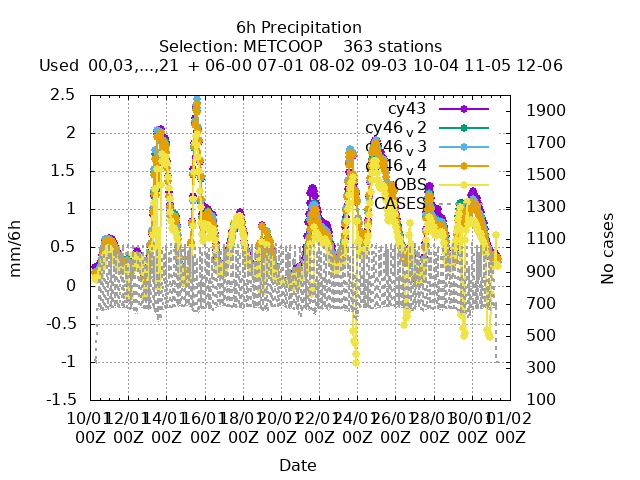 6h Precipitation
Selection: METCOOP 363 stations
Used 00,03,...,21 + 06-00 07-01 08-02 09-03 10-04 11-05 12-06
cy43
cy46v2
cy46v3
cy46v4
OBS
CASES
2.5
2
1.5
1
0.5
0
-0.5
-1
-1.5
mm/6h
1900
1700
1500
1300
1100
900
700
500
300
100
No cases
10/01 12/01 14/01 16/01 18/01 20/01 22/01 24/01 26/01 28/01 30/01 01/02
00Z 00Z 00Z 00Z 00Z 00Z 00Z 00Z 00Z 00Z 00Z 00Z
Date